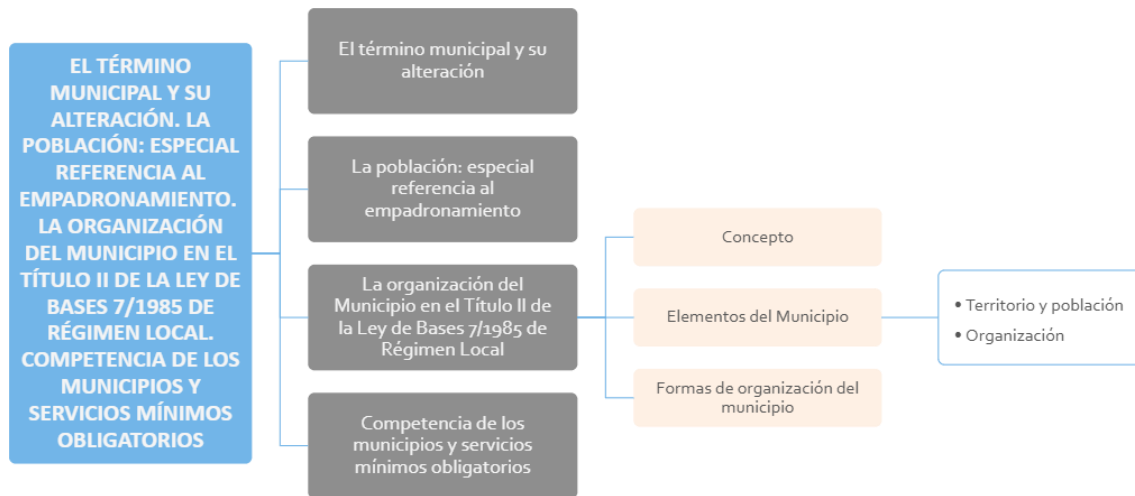 EL TÉRMINO
MUNICIPAL Y SU
ALTERACIÓN. LA
POBLACIÓN: ESPECIAL
REFERENCIA AL
EMPADRONAMIENTO.
LA ORGANIZACIÓN
DEL MUNICIPIO EN EL
TÍTULO II DE LA LEY DE
BASES 7/1985 DE
RÉGIMEN LOCAL.
COMPETENCIA DE LOS
MUNICIPIOS Y
SERVICIOS MÍNIMOS
OBLIGATORIOS
El término municipal y su
alteración
La población: especial
referencia al
empadronamiento
La organización del
Municipio en el Título II de
la Ley de Bases 7/1985 de
Régimen Local
Competencia de los
municipios y servicios
mínimos obligatorios
Concepto
Elementos del Municipio
Formas de organización del
municipio
• Territorio y población
• Organización